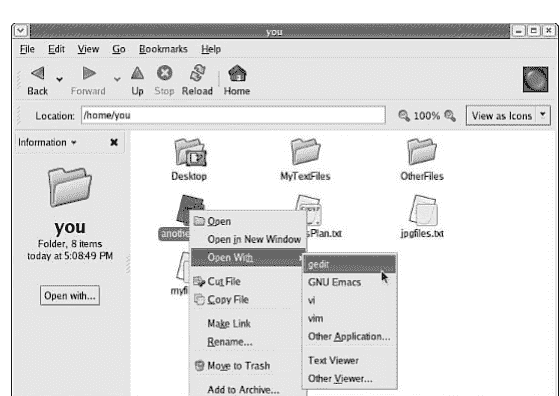 you
File Edit View Go Bookmarks Help
Back Forward Up Stop Reload Home
Location: /home/you 100% View as Icons
Information
Desktop MyTextFiles OtherFiles
you
Folder, 8 items
today at 5:08:49 PM
Open with...
jpgfiles.txt
Open
Open in New Window
Open With
Cut File
Copy File
Make Link
Rename...
Move to Trash
Add to Archive...
gedit
GNU Emacs
vi
vim
Other Application...
Text Viewer
Other Viewer...